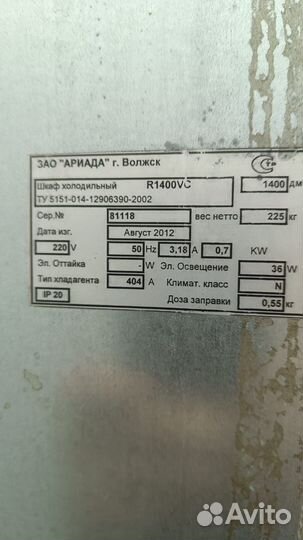 ЗАО "АРИАДА" г. Волжск
Шкаф холодильный R1400VC 1400 дм
ТУ 5151-014-12906390-2002
Сер.№ 81118 вес нетто 225 кг
Дата изг. Август 2012
220 V 50 Hz 3,18 A 0,7 KW
Эл. Оттайка - W Эл. Освещение 36 W
Тип хладагента 404 A Климат. класс N
IP 20 Доза заправки 0,55 кг
Avito